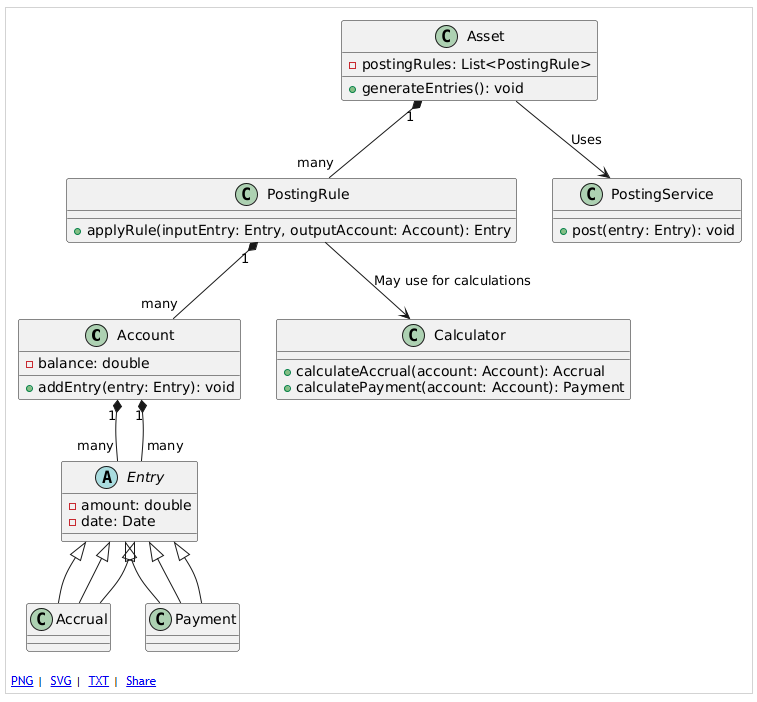 C Asset
postingRules: List<PostingRule>
generateEntries(): void
1
Uses
many
C PostingRule
applyRule(inputEntry: Entry, outputAccount: Account): Entry
C PostingService
post(entry: Entry): void
1
May use for calculations
many
C Account
balance: double
addEntry(entry: Entry): void
C Calculator
calculateAccrual(account: Account): Accrual
calculatePayment(account: Account): Payment
1 1
many many
A Entry
amount: double
date: Date
C Accrual
C Payment
PNG | SVG | TXT | Share